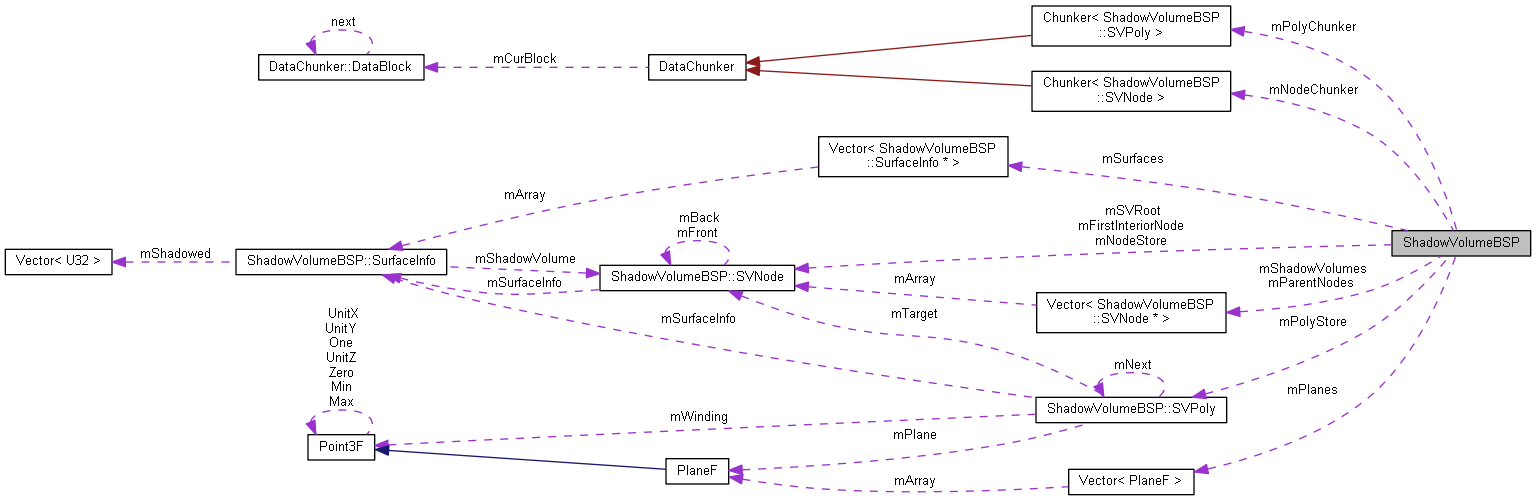 next
DataChunker::DataBlock
mCurBlock
DataChunker
Chunker< ShadowVolumeBSP
::SVPoly >
mPolyChunker
Chunker< ShadowVolumeBSP
::SVNode >
mNodeChunker
Vector< ShadowVolumeBSP
::SurfaceInfo * >
mSurfaces
mArray
mSVRoot
mFirstInteriorNode
mNodeStore
ShadowVolumeBSP
mBack
mFront
Vector< U32 >
mShadowed
ShadowVolumeBSP::SurfaceInfo
mShadowVolume
mSurfaceInfo
ShadowVolumeBSP::SVNode
mArray
Vector< ShadowVolumeBSP
::SVNode * >
mShadowVolumes
mParentNodes
mSurfaceInfo
mTarget
mPolyStore
UnitX
UnitY
One
UnitZ
Zero
Min
Max
mNext
ShadowVolumeBSP::SVPoly
mPlanes
mWinding
mPlane
Point3F
PlaneF
mArray
Vector< PlaneF >